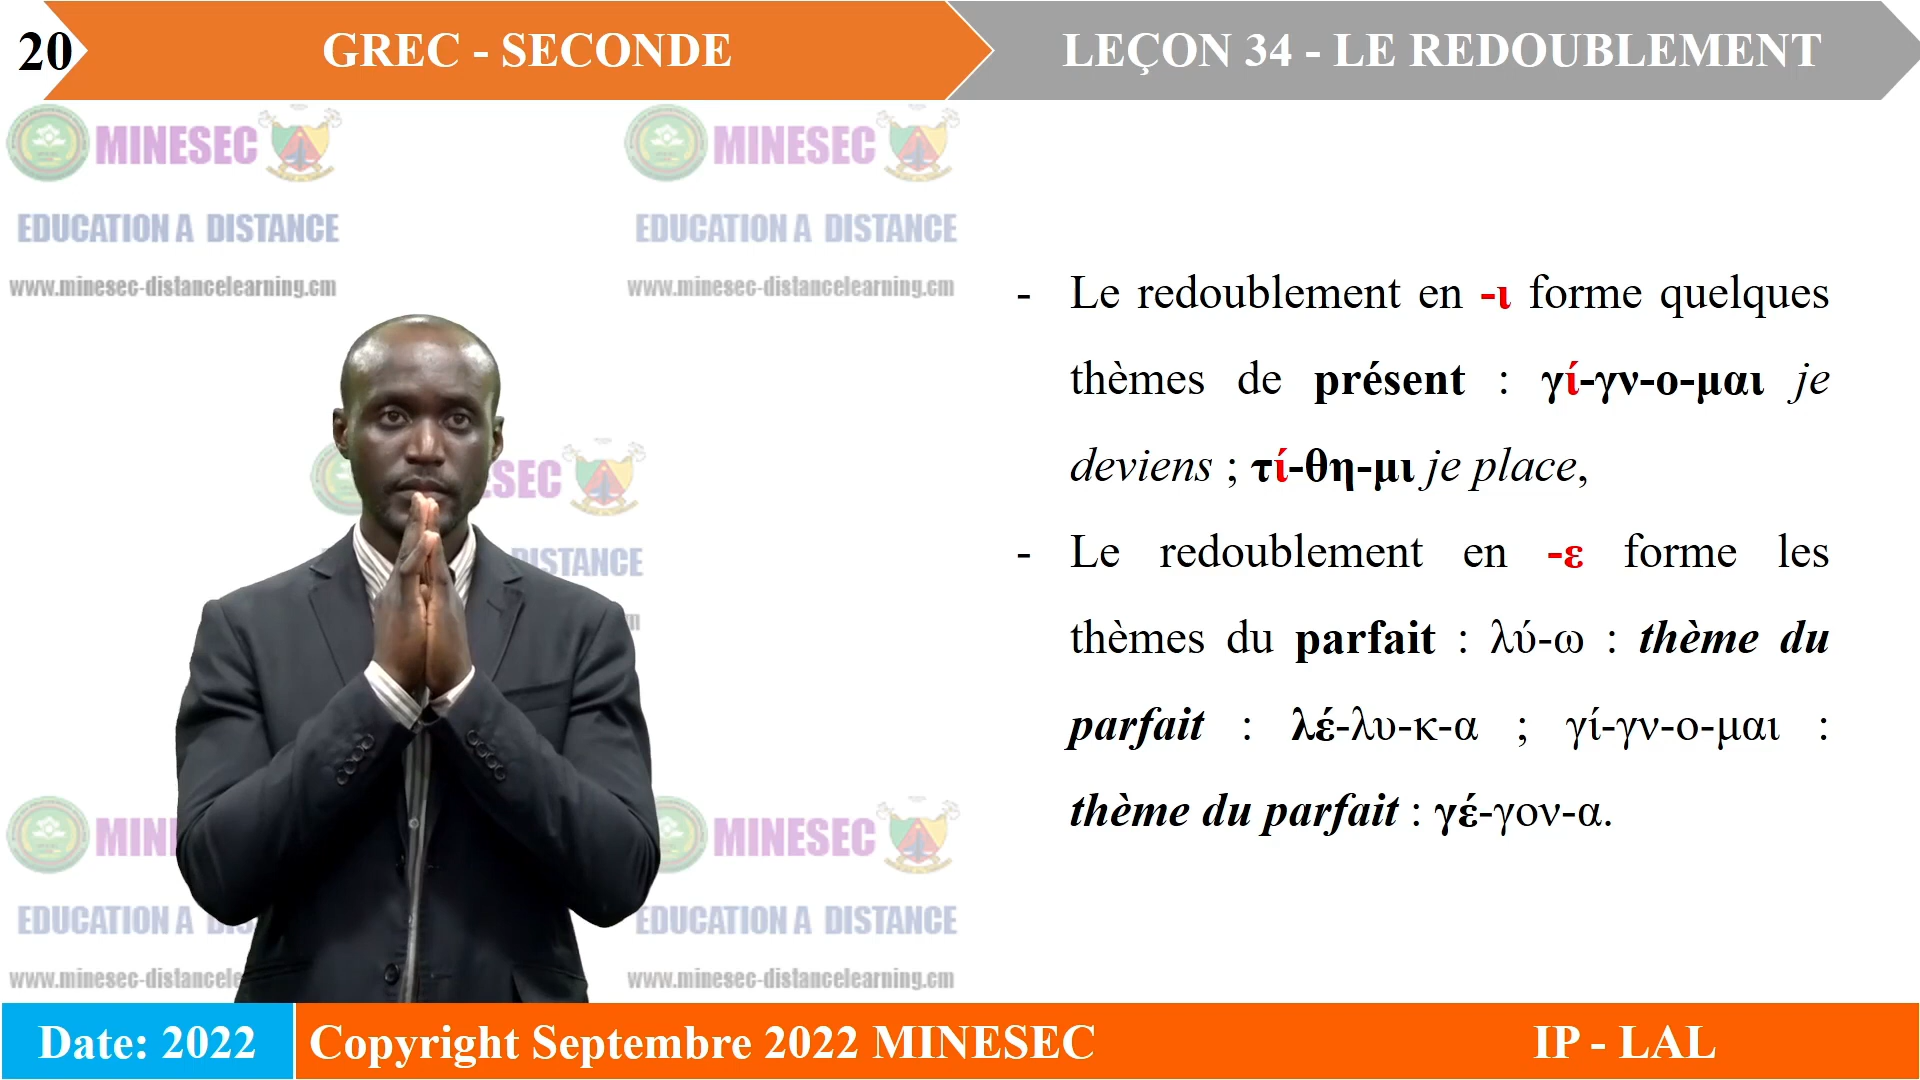 20
GREC - SECONDE
LEÇON 34 - LE REDOUBLEMENT
MINESEC
MINESEC
EDUCATION A DISTANCE
EDUCATION A DISTANCE
www.minesec-distancelearning.cm
www.minesec-distancelearning.cm
- Le redoublement en -ι forme quelques
thèmes de présent : γί-γν-ο-μαι je
deviens ; τί-θη-μι je place,
- Le redoublement en -ε forme les
thèmes du parfait : λύ-ω : thème du
parfait : λέ-λυ-κ-α ; γί-γν-ο-μαι :
thème du parfait : γέ-γον-α.
MINESEC
EDUCATION A DISTANCE
EDUCATION A
www.minesec-distancelearning.cm
Date: 2022
Copyright Septembre 2022 MINESEC
IP - LAL